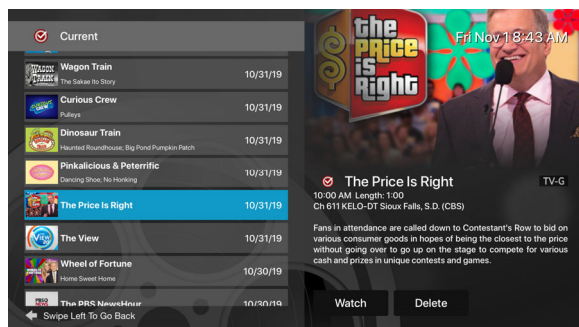 Current
Wagon Train
The Sakae Ito Story
10/31/19
Curious Crew
Pulleys
10/31/19
Dinosaur Train
Haunted Roundhouse; Big Pond Pumpkin Patch
10/31/19
Pinkalicious & Peterrific
Dancing Shoe; No Honking
10/31/19
The Price Is Right
10/31/19
VIEW
The View
10/31/19
Wheel of Fortune
Home Sweet Home
10/30/19
The PBS NewsHour
10/30/19
Swipe Left To Go Back
the
PRiCE
iS
Right
Fri Nov 1 8:43 AM
The Price Is Right
TV-G
10:00 AM Length: 1:00
Ch 611 KELO-DT Sioux Falls, S.D. (CBS)
Fans in attendance are called down to Contestant's Row to bid on
various consumer goods in hopes of being the closest to the price
without going over to go up on the stage to compete for various
cash and prizes in unique contests and games.
Watch
Delete